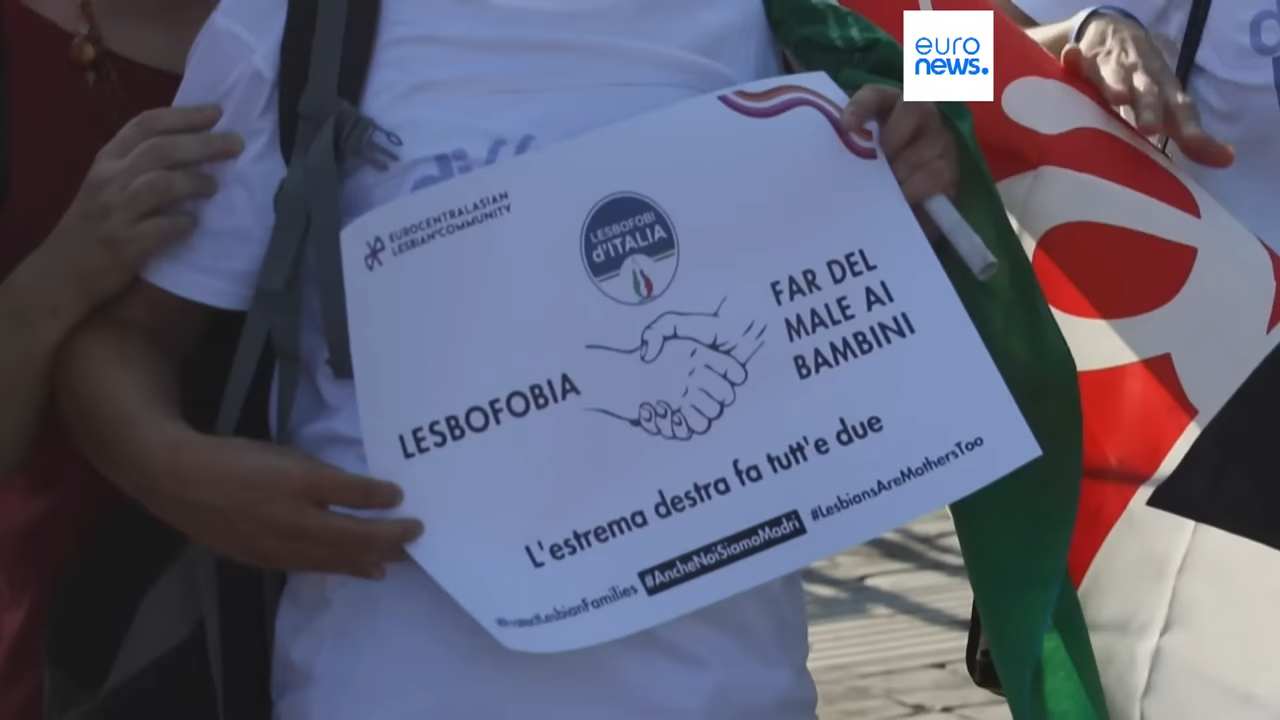 euro
news.
EUROCENTRALASIAN
LESBIAN*COMMUNITY
LESBOFOBI
d'ITALIA
FAR DEL
MALE AI
BAMBINI
LESBOFOBIA
L'estrema destra fa tutt'e due
#AncheNoiSiamoMadri #LesbiansAreMothersToo